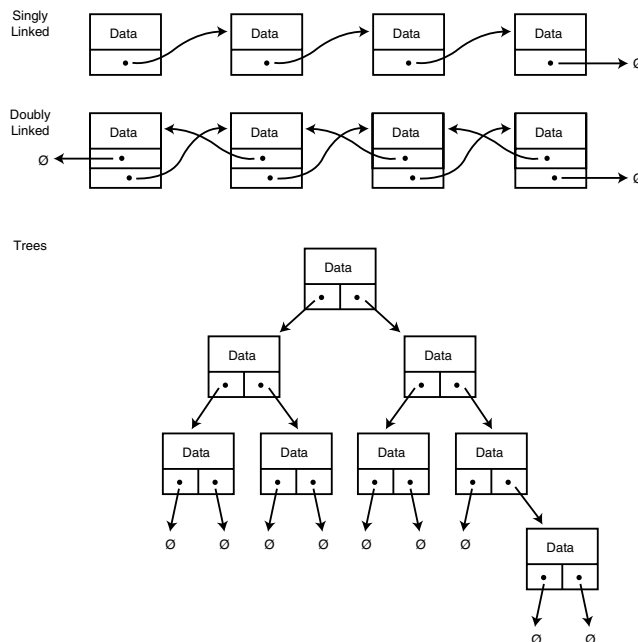 Singly
Linked
Data Data Data Data
Ø
Doubly
Linked
Data Data Data Data
Ø
Ø
Trees
Data
Data Data
Data Data Data Data
Ø Ø Ø Ø Ø Ø Ø
Data
Ø Ø